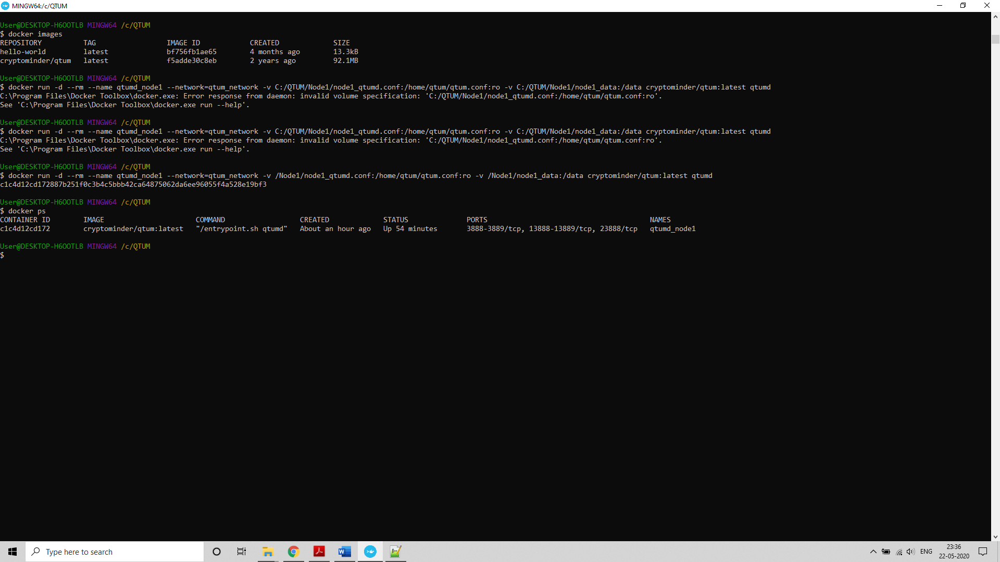 MINGW64:/c/QTUM
User@DESKTOP-H6OOTLB MINGW64 /c/QTUM
$ docker images
REPOSITORY TAG IMAGE ID CREATED SIZE
hello-world latest bf756fb1ae65 4 months ago 13.3kB
cryptominder/qtum latest f5adde30c8eb 2 years ago 92.1MB
User@DESKTOP-H6OOTLB MINGW64 /c/QTUM
$ docker run -d --rm --name qtumd_node1 --network=qtum_network -v C:/QTUM/Node1/node1_qtumd.conf:/home/qtum/qtum.conf:ro -v C:/QTUM/Node1/node1_data:/data cryptominder/qtum:latest qtumd
C:\Program Files\Docker Toolbox\docker.exe: Error response from daemon: invalid volume specification: 'C:/QTUM/Node1/node1_qtumd.conf:/home/qtum/qtum.conf:ro'.
See 'C:\Program Files\Docker Toolbox\docker.exe run --help'.
User@DESKTOP-H6OOTLB MINGW64 /c/QTUM
$ docker run -d --rm --name qtumd_node1 --network=qtum_network -v C:/QTUM/Node1/node1_qtumd.conf:/home/qtum/qtum.conf:ro -v C:/QTUM/Node1/node1_data:/data cryptominder/qtum:latest qtumd
C:\Program Files\Docker Toolbox\docker.exe: Error response from daemon: invalid volume specification: 'C:/QTUM/Node1/node1_qtumd.conf:/home/qtum/qtum.conf:ro'.
See 'C:\Program Files\Docker Toolbox\docker.exe run --help'.
User@DESKTOP-H6OOTLB MINGW64 /c/QTUM
$ docker run -d --rm --name qtumd_node1 --network=qtum_network -v /Node1/node1_qtumd.conf:/home/qtum/qtum.conf:ro -v /Node1/node1_data:/data cryptominder/qtum:latest qtumd
c1c4d12cd172887b251f0c3b4c5bbb42ca64875062da6ee96055f4a528e19bf3
User@DESKTOP-H6OOTLB MINGW64 /c/QTUM
$ docker ps
CONTAINER ID IMAGE COMMAND CREATED STATUS PORTS NAMES
c1c4d12cd172 cryptominder/qtum:latest "/entrypoint.sh qtumd" About an hour ago Up 54 minutes 3888-3889/tcp, 13888-13889/tcp, 23888/tcp qtumd_node1
User@DESKTOP-H6OOTLB MINGW64 /c/QTUM
$
Type here to search
ENG
23:36
22-05-2020